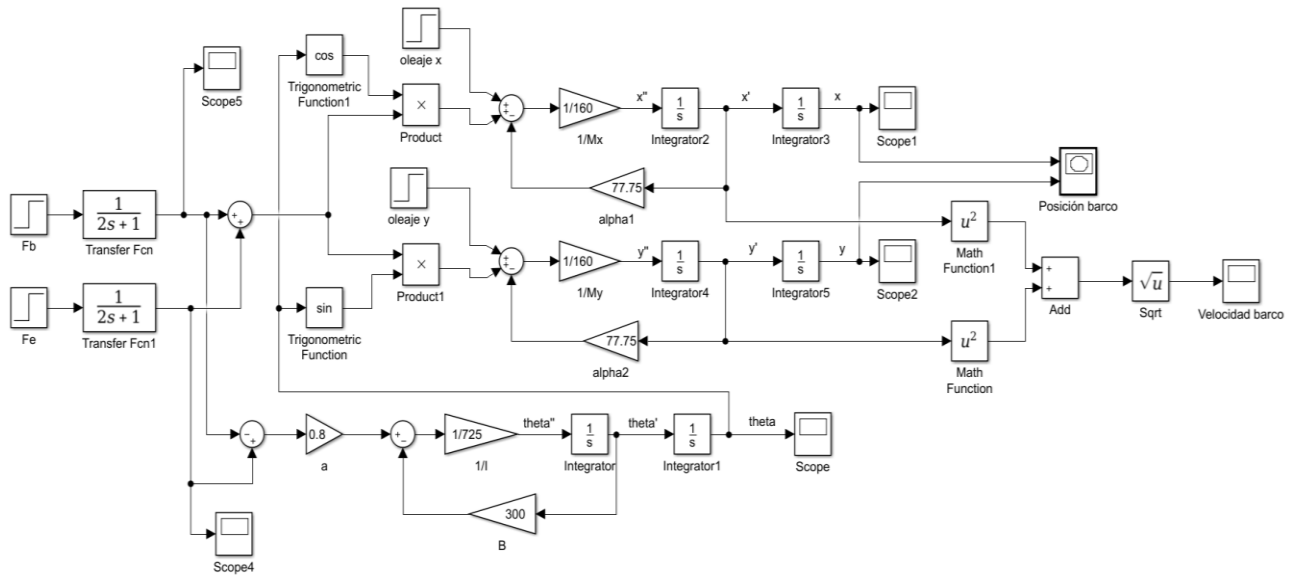 oleaje x
cos
Trigonometric
Function1
Scope5
×
Product
+
+
−
1/160
1/Mx
x''
1
s
Integrator2
x'
1
s
Integrator3
x
Scope1
77.75
alpha1
Posición barco
oleaje y
Fb
1
2s + 1
Transfer Fcn
+
+
×
Product1
+
+
−
1/160
1/My
y''
1
s
Integrator4
y'
1
s
Integrator5
y
Scope2
u²
Math
Function1
Fe
1
2s + 1
Transfer Fcn1
sin
Trigonometric
Function
77.75
alpha2
+
+
Add
√u
Sqrt
Velocidad barco
u²
Math
Function
−
+
0.8
a
+
−
1/725
1/I
theta''
1
s
Integrator
theta'
1
s
Integrator1
theta
Scope
300
B
Scope4